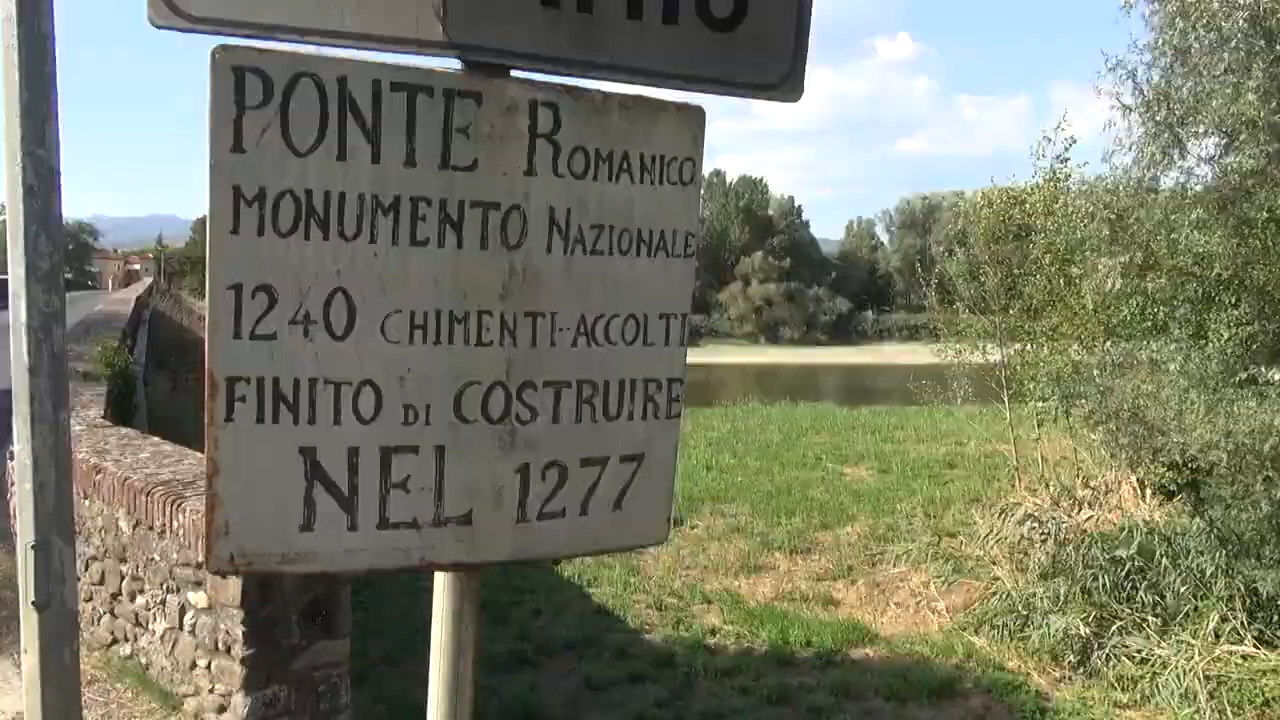 PONTE ROMANICO
MONUMENTO NAZIONALE
1240 CHIMENTI-ACCOLTI
FINITO DI COSTRUIRE
NEL 1277